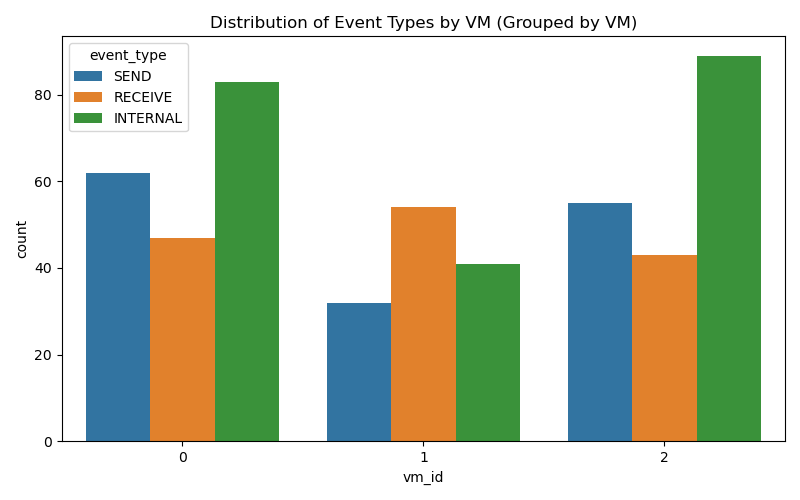 Distribution of Event Types by VM (Grouped by VM)
event_type
SEND
RECEIVE
INTERNAL
count
80
60
40
20
0
0 1 2
vm_id